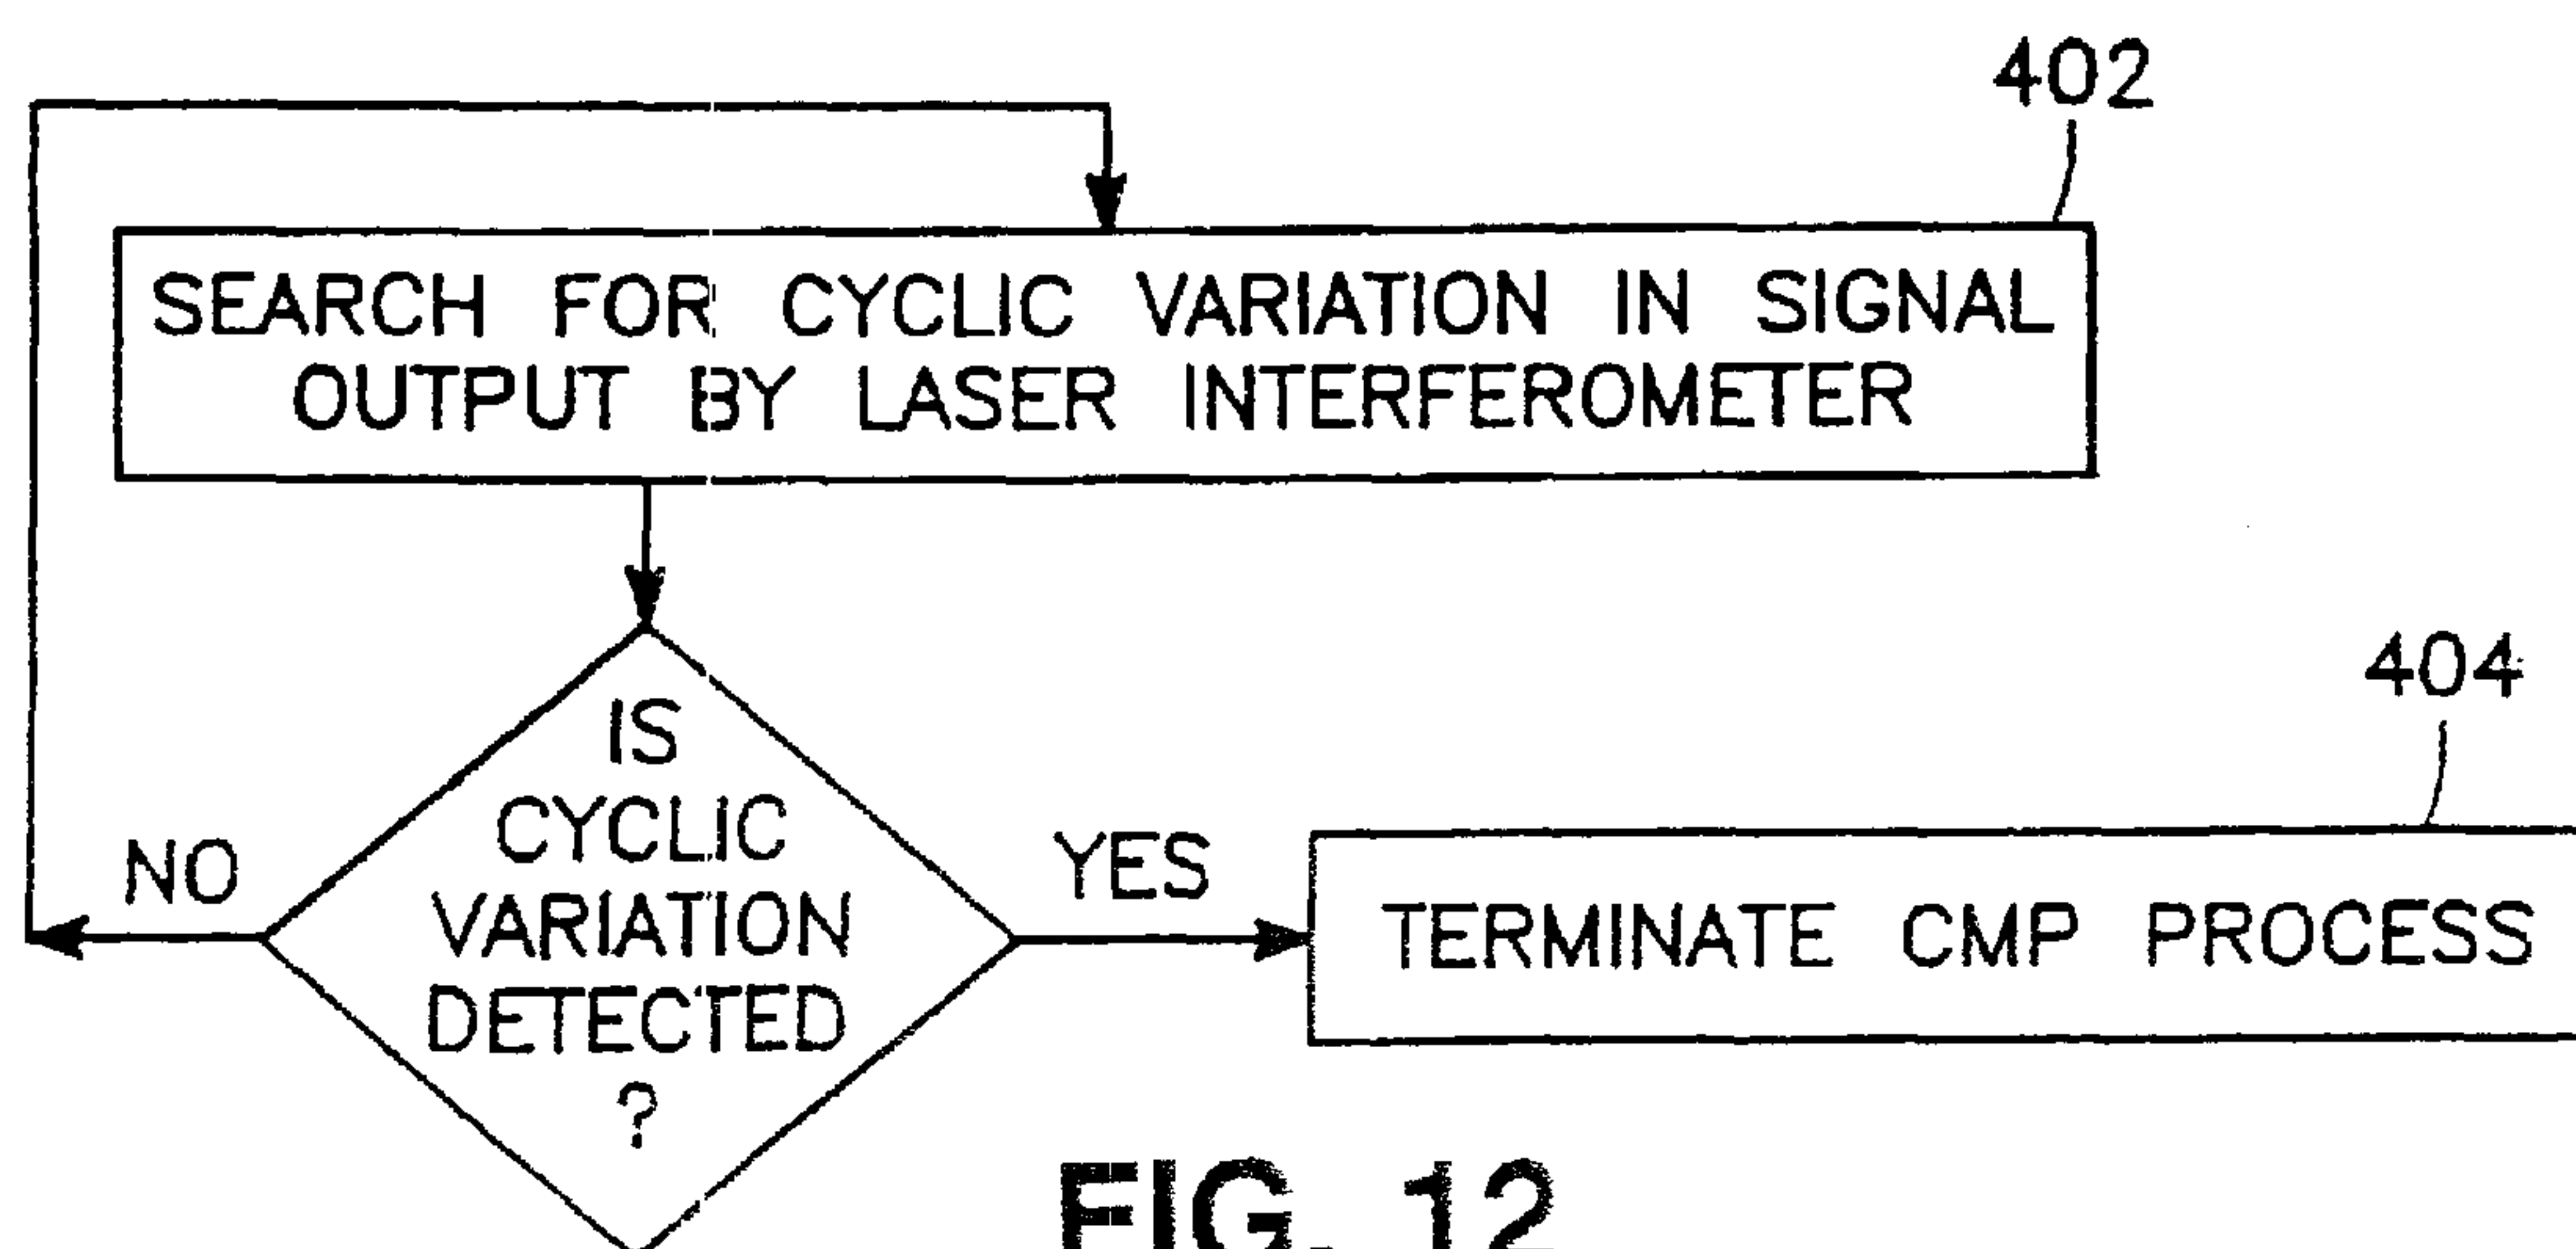 402
SEARCH FOR CYCLIC VARIATION IN SIGNAL
OUTPUT BY LASER INTERFEROMETER
404
IS
CYCLIC
VARIATION
DETECTED
?
NO
YES
TERMINATE CMP PROCESS
FIG. 12